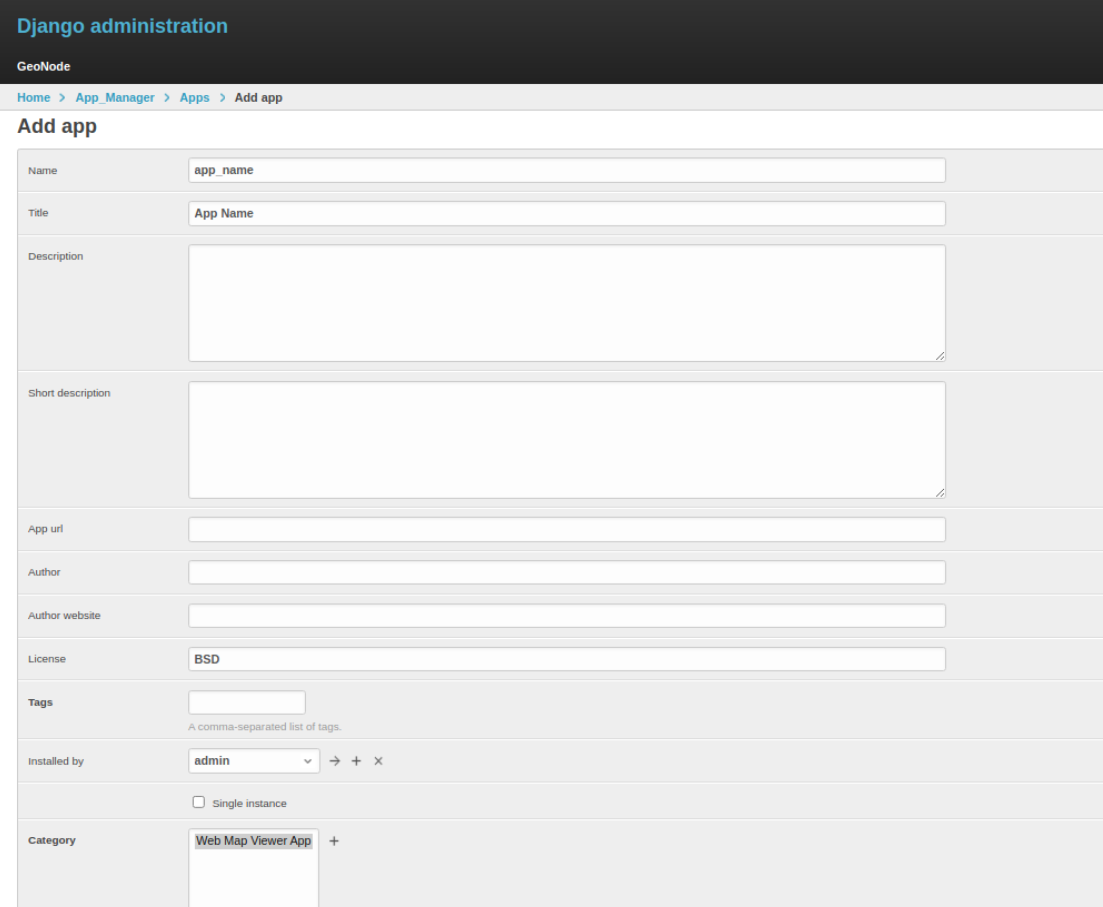 Django administration
GeoNode
Home > App_Manager > Apps > Add app
Add app
Name app_name
Title App Name
Description
Short description
App url
Author
Author website
License BSD
Tags
A comma-separated list of tags.
Installed by admin
Single instance
Category Web Map Viewer App